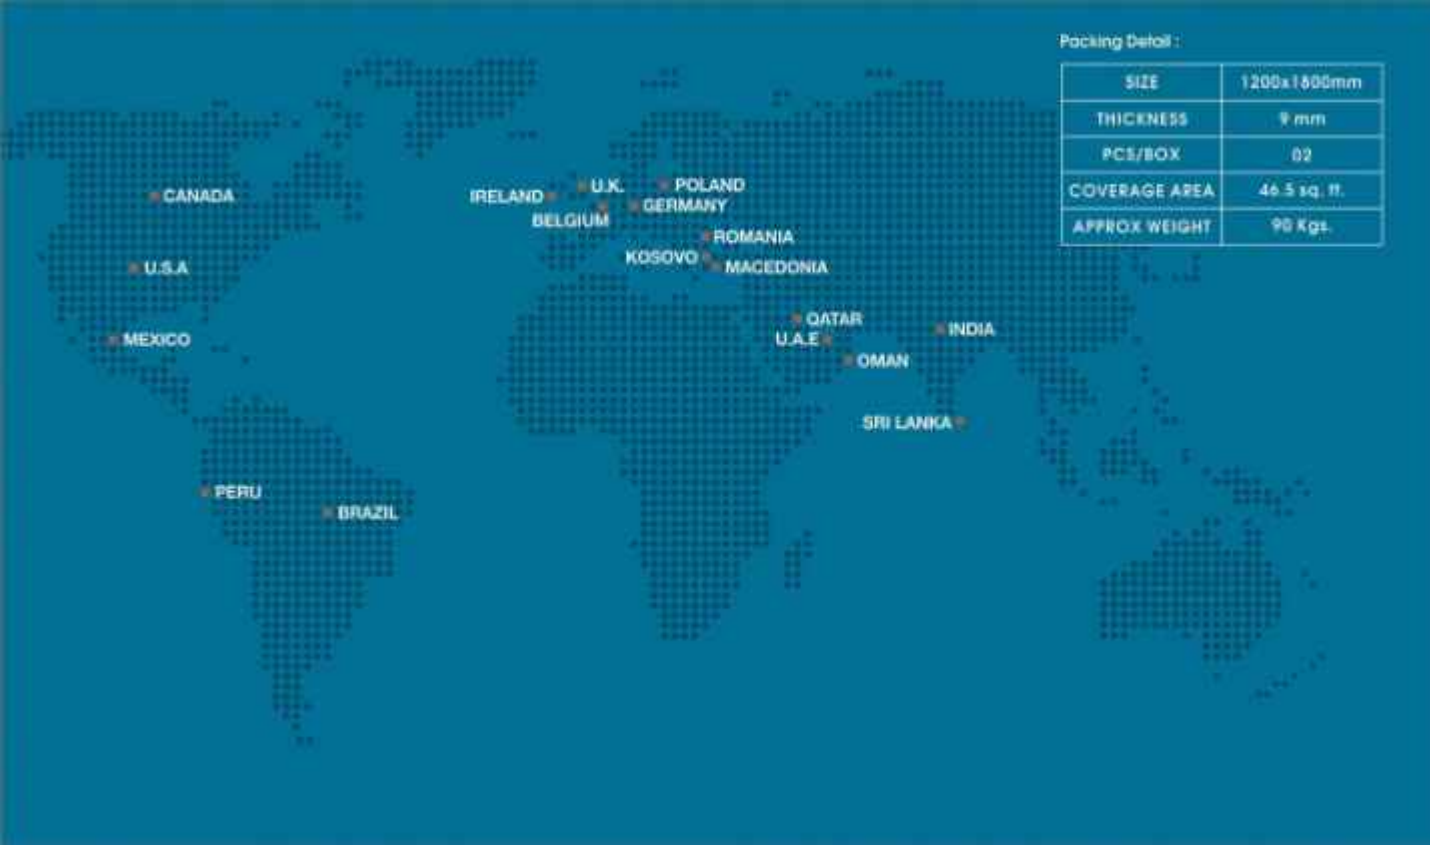 Packing Detail :
SIZE 1200x1800mm
THICKNESS 9 mm
PCS/BOX 02
COVERAGE AREA 46.5 sq. ft.
APPROX WEIGHT 90 Kgs.
CANADA
IRELAND
U.K.
POLAND
BELGIUM
GERMANY
ROMANIA
KOSOVO
MACEDONIA
U.S.A
MEXICO
QATAR
U.A.E
INDIA
OMAN
SRI LANKA
PERU
BRAZIL